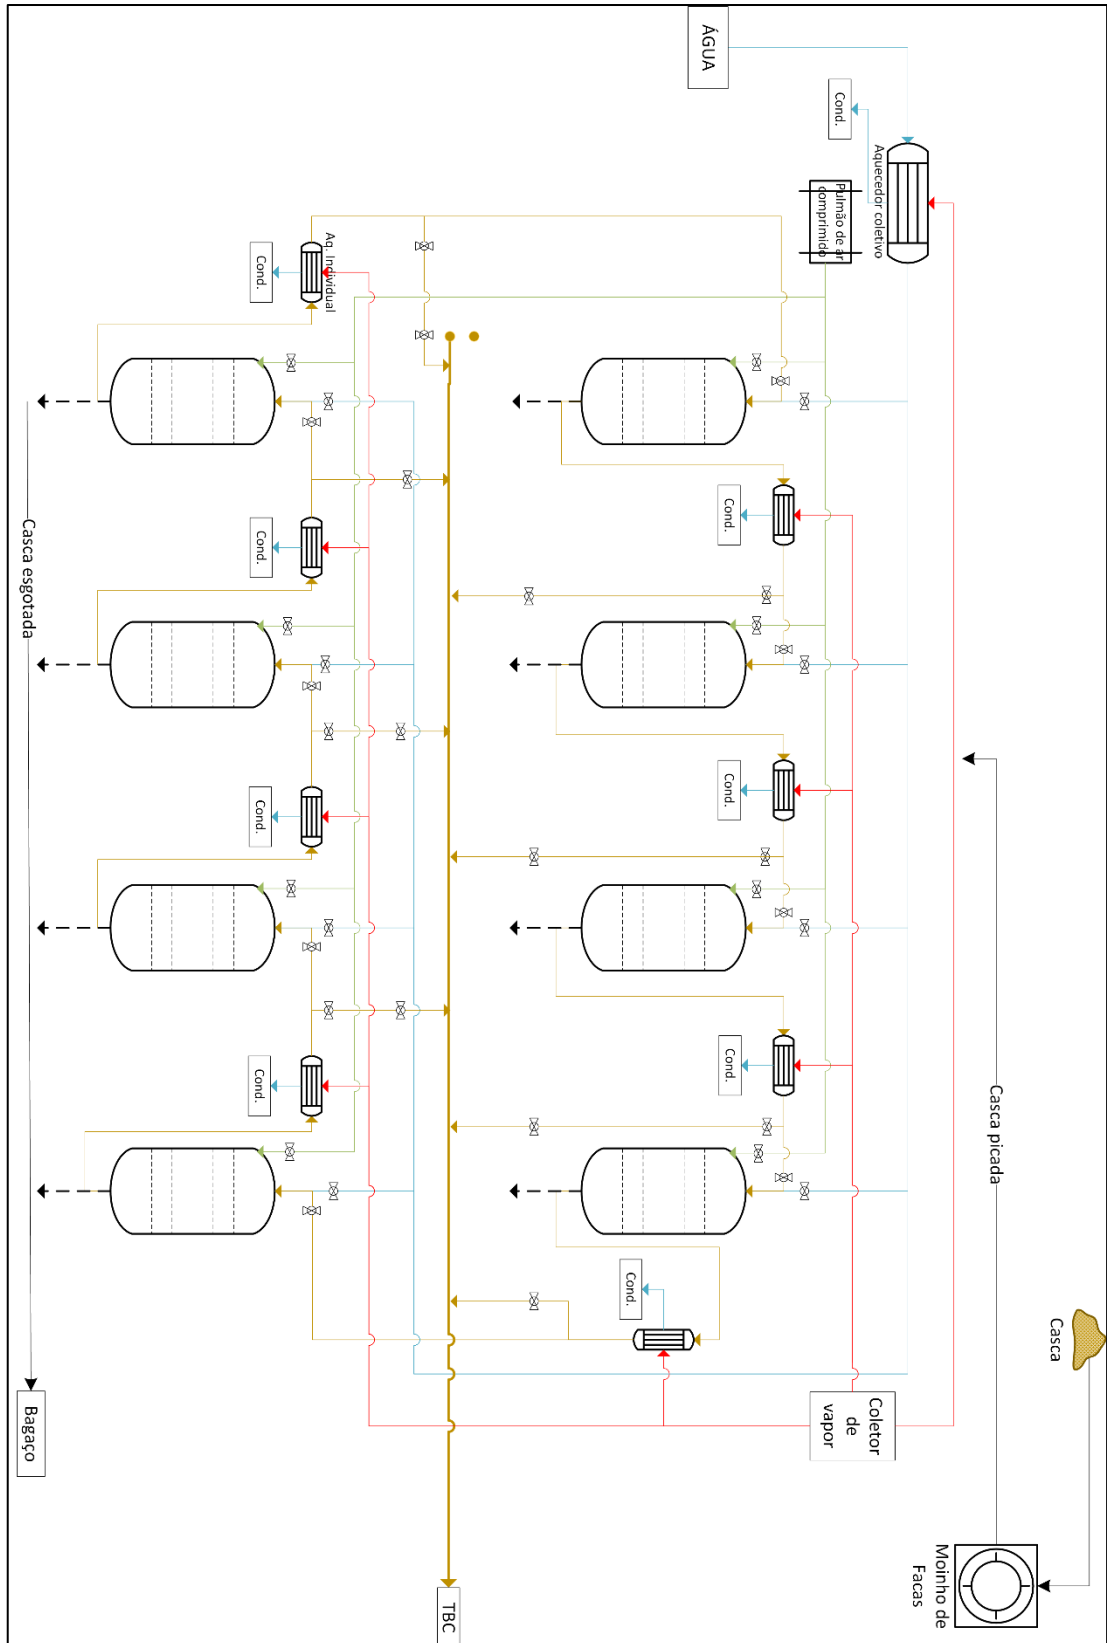 Casca
Casca picada
Moinho de
Facas
Aquecedor coletivo
Cond.
Pulmão de ar
comprimido
Coletor
de
vapor
ÁGUA
Cond.
Cond.
Cond.
Cond.
TBC
Aq. Individual
Cond.
Cond.
Cond.
Cond.
Casca esgotada
Bagaço